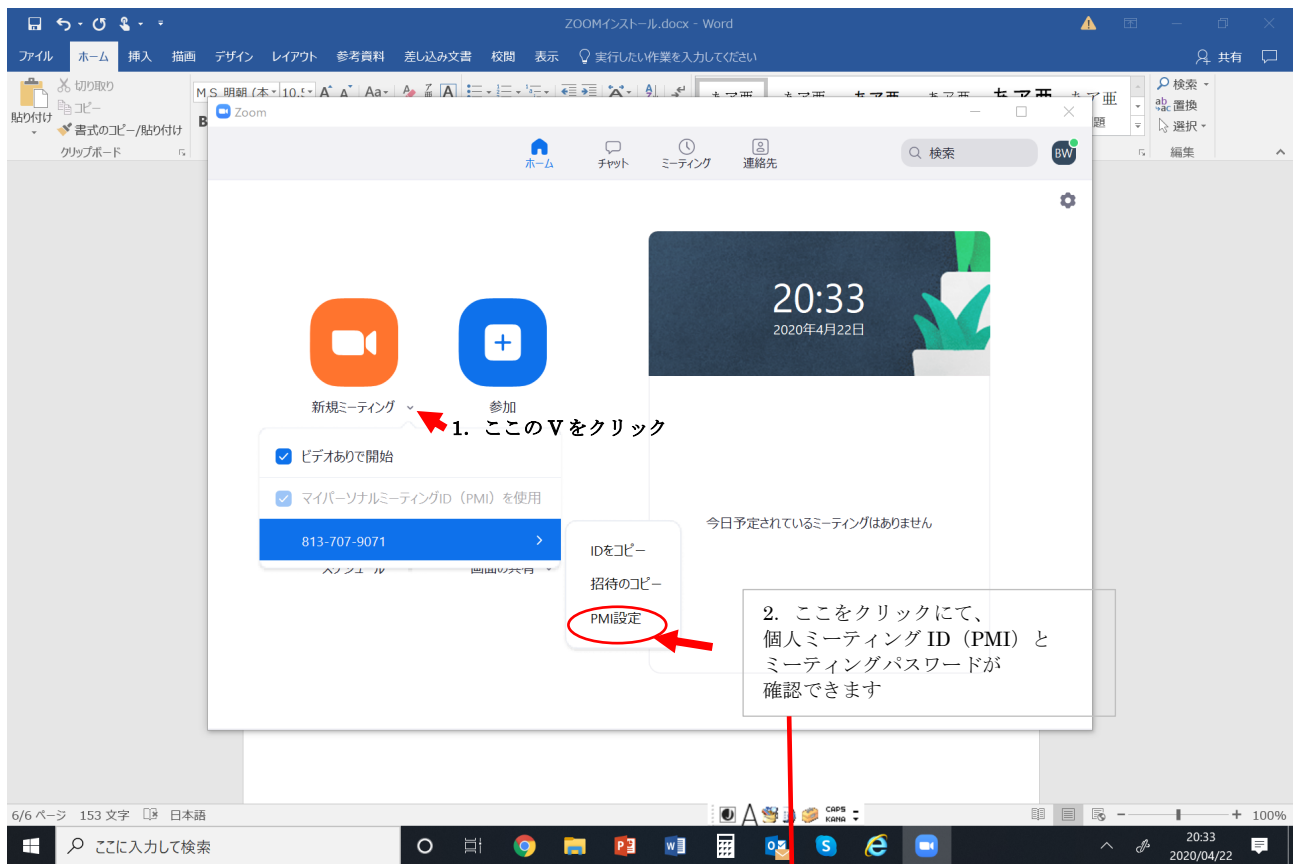 ZOOMインストール.docx - Word
ファイル ホーム 挿入 描画 デザイン レイアウト 参考資料 差し込み文書 校閲 表示 実行したい作業を入力してください 共有
切り取り
コピー
貼り付け
書式のコピー/貼り付け
クリップボード
10.5
Aa
検索
置換
選択
編集
Zoom
ホーム チャット ミーティング 連絡先
検索
BW
20:33
2020年4月22日
新規ミーティング 参加
1. ここの V をクリック
ビデオありで開始
マイパーソナルミーティングID（PMI）を使用
813-707-9071
今日予定されているミーティングはありません
IDをコピー
招待のコピー
PMI設定
2. ここをクリックにて、
個人ミーティング ID（PMI）と
ミーティングパスワードが
確認できます
6/6 ページ 153 文字 日本語
CAPS
KANA
100%
ここに入力して検索
20:33
2020/04/22